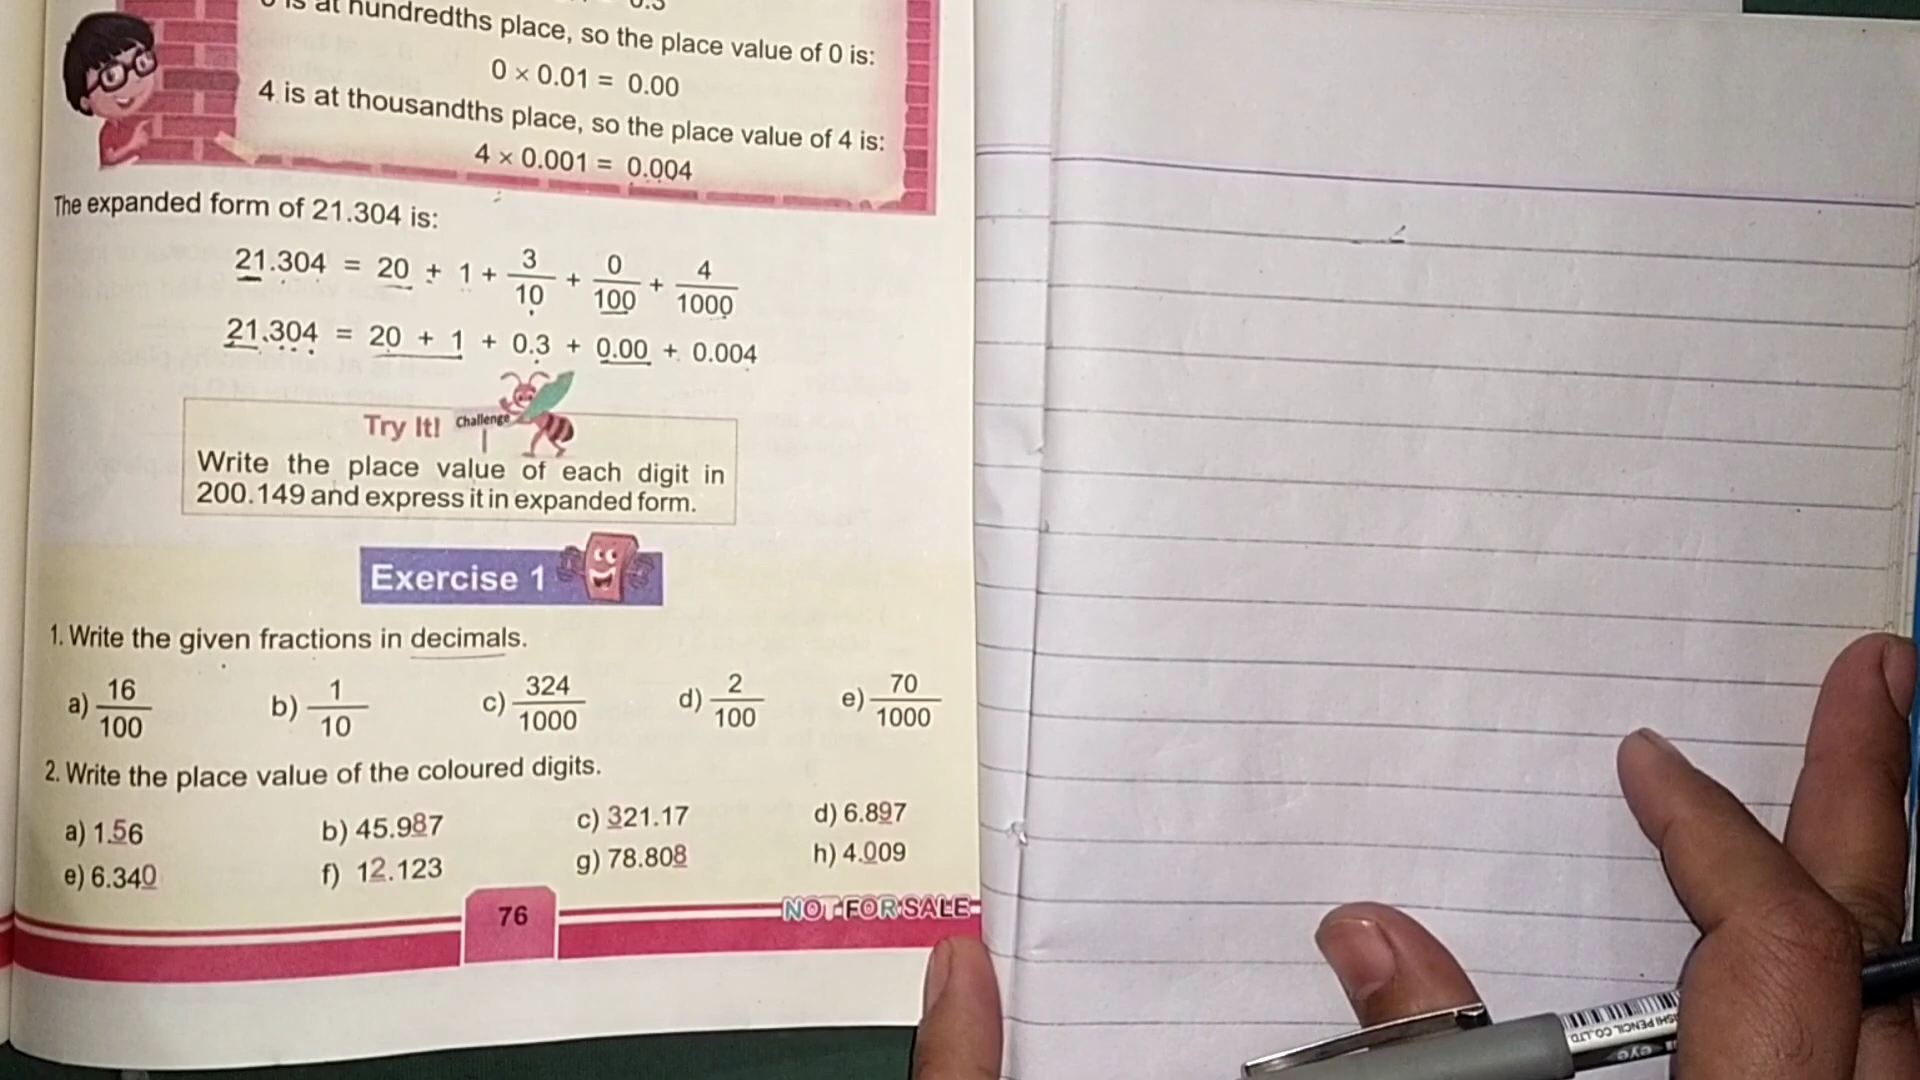 is at hundredths place, so the place value of 0 is:
0 × 0.01 = 0.00
4 is at thousandths place, so the place value of 4 is:
4 × 0.001 = 0.004
The expanded form of 21.304 is:
21.304 = 20 + 1 + 3/10 + 0/100 + 4/1000
21.304 = 20 + 1 + 0.3 + 0.00 + 0.004
Try It! Challenge
Write the place value of each digit in
200.149 and express it in expanded form.
Exercise 1
1. Write the given fractions in decimals.
a) 16/100 b) 1/10 c) 324/1000 d) 2/100 e) 70/1000
2. Write the place value of the coloured digits.
a) 1.56 b) 45.987 c) 321.17 d) 6.897
e) 6.340 f) 12.123 g) 78.808 h) 4.009
76
NOT FOR SALE
PENCIL CO.LTD
eye